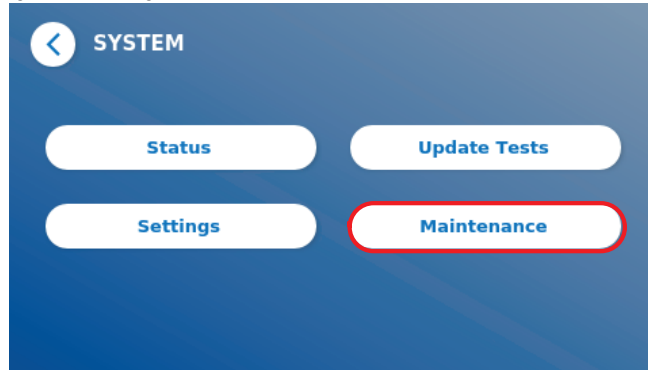 SYSTEM
Status
Update Tests
Settings
Maintenance